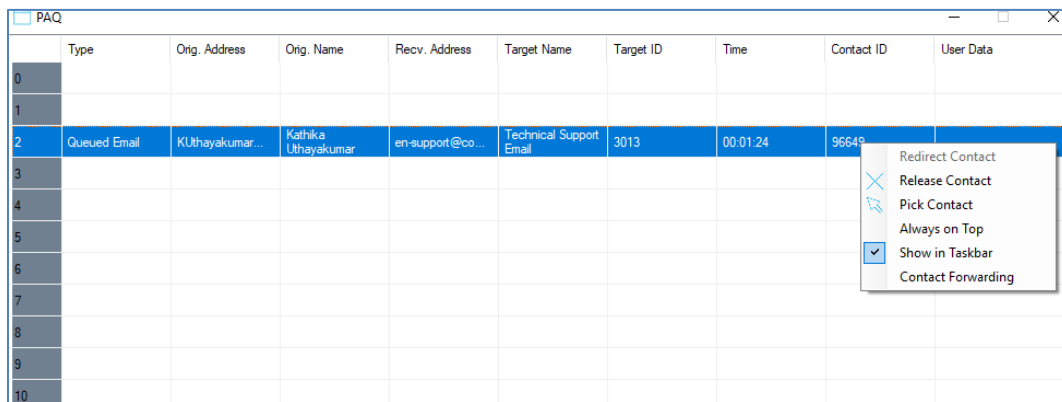 PAQ
Type Orig. Address Orig. Name Recv. Address Target Name Target ID Time Contact ID User Data
0
1
2 Queued Email KUthayakumar... Kathika Uthayakumar en-support@co... Technical Support Email 3013 00:01:24 96649
Redirect Contact
3
Release Contact
4
Pick Contact
Always on Top
5
Show in Taskbar
6
Contact Forwarding
7
8
9
10